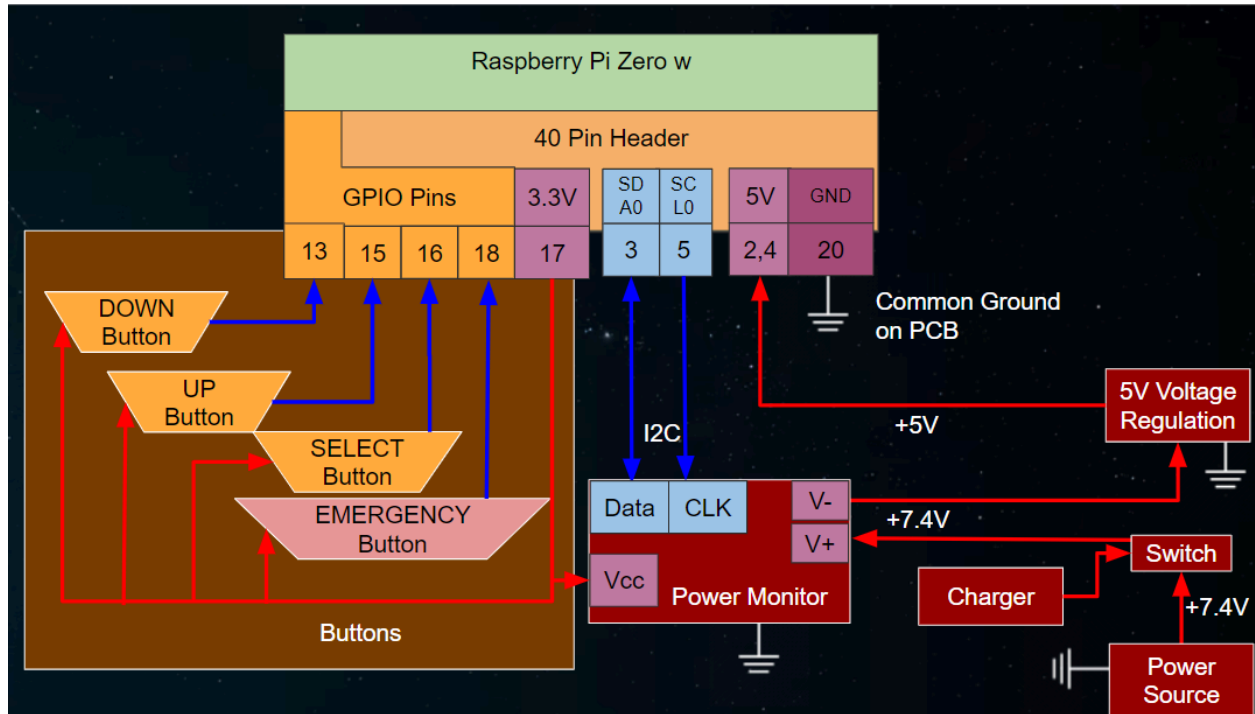 Raspberry Pi Zero w
40 Pin Header
GPIO Pins
3.3V
SD
A0
SC
L0
5V
GND
13
15
16
18
17
3
5
2,4
20
DOWN
Button
UP
Button
SELECT
Button
EMERGENCY
Button
Buttons
Common Ground
on PCB
I2C
+5V
5V Voltage
Regulation
Data
CLK
V-
V+
Vcc
Power Monitor
+7.4V
Switch
Charger
+7.4V
Power
Source